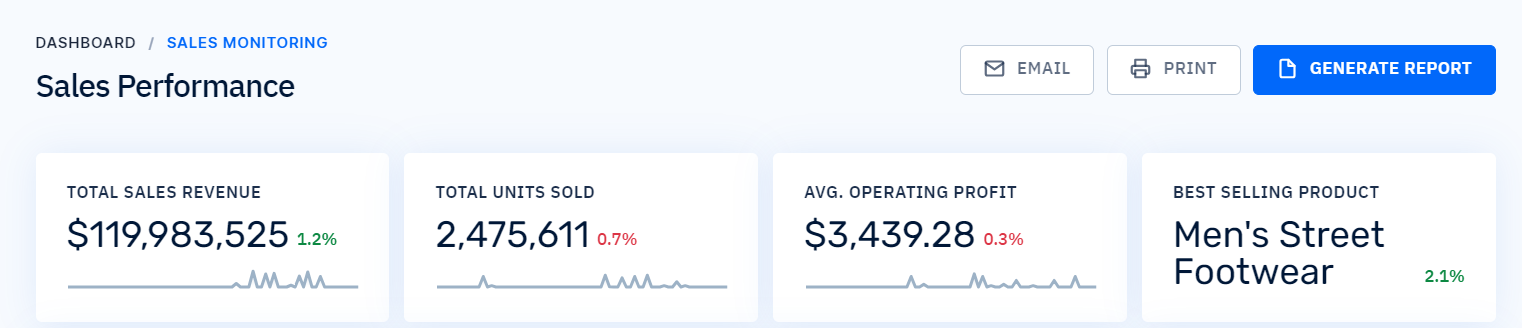 DASHBOARD / SALES MONITORING
Sales Performance
EMAIL
PRINT
GENERATE REPORT
TOTAL SALES REVENUE
$119,983,525 1.2%
TOTAL UNITS SOLD
2,475,611 0.7%
AVG. OPERATING PROFIT
$3,439.28 0.3%
BEST SELLING PRODUCT
Men's Street
Footwear 2.1%